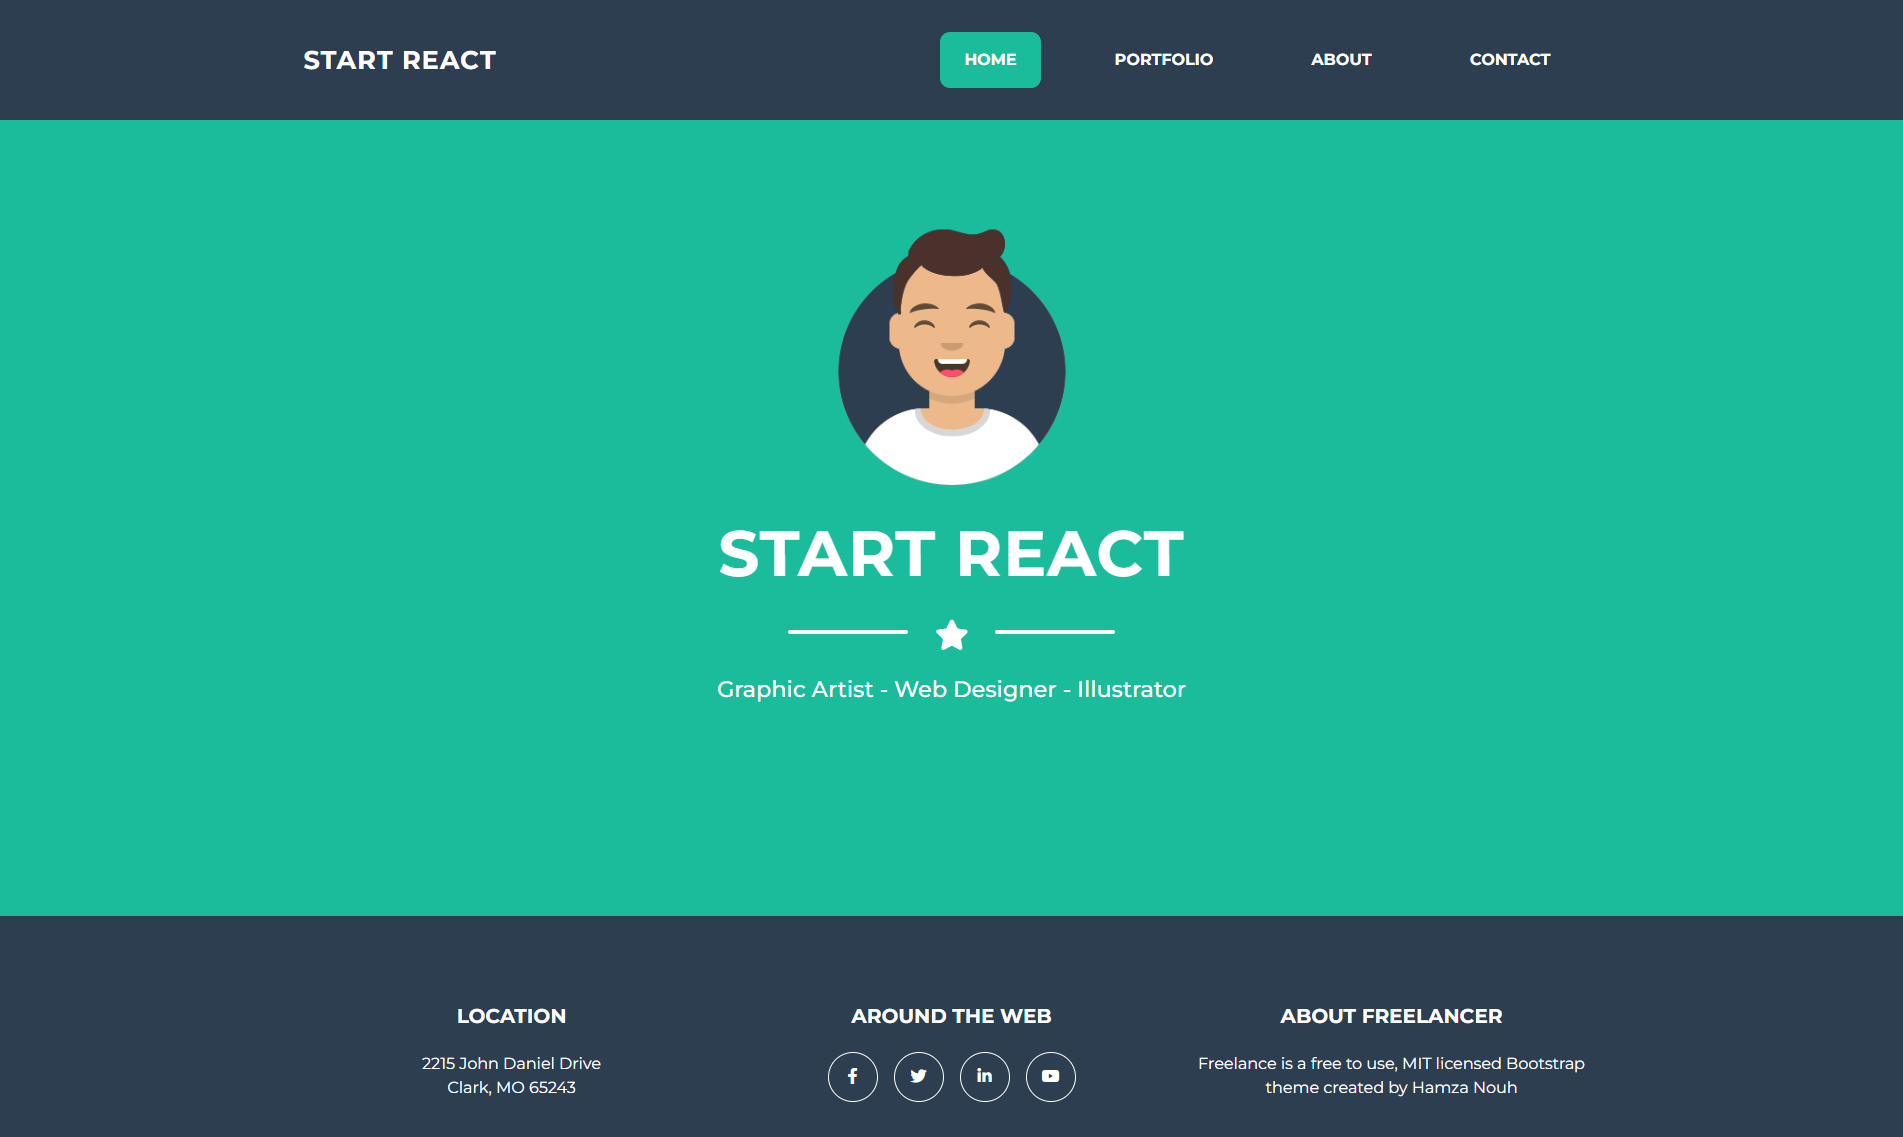 START REACT
HOME PORTFOLIO ABOUT CONTACT
START REACT
Graphic Artist - Web Designer - Illustrator
LOCATION
2215 John Daniel Drive
Clark, MO 65243
AROUND THE WEB
ABOUT FREELANCER
Freelance is a free to use, MIT licensed Bootstrap
theme created by Hamza Nouh